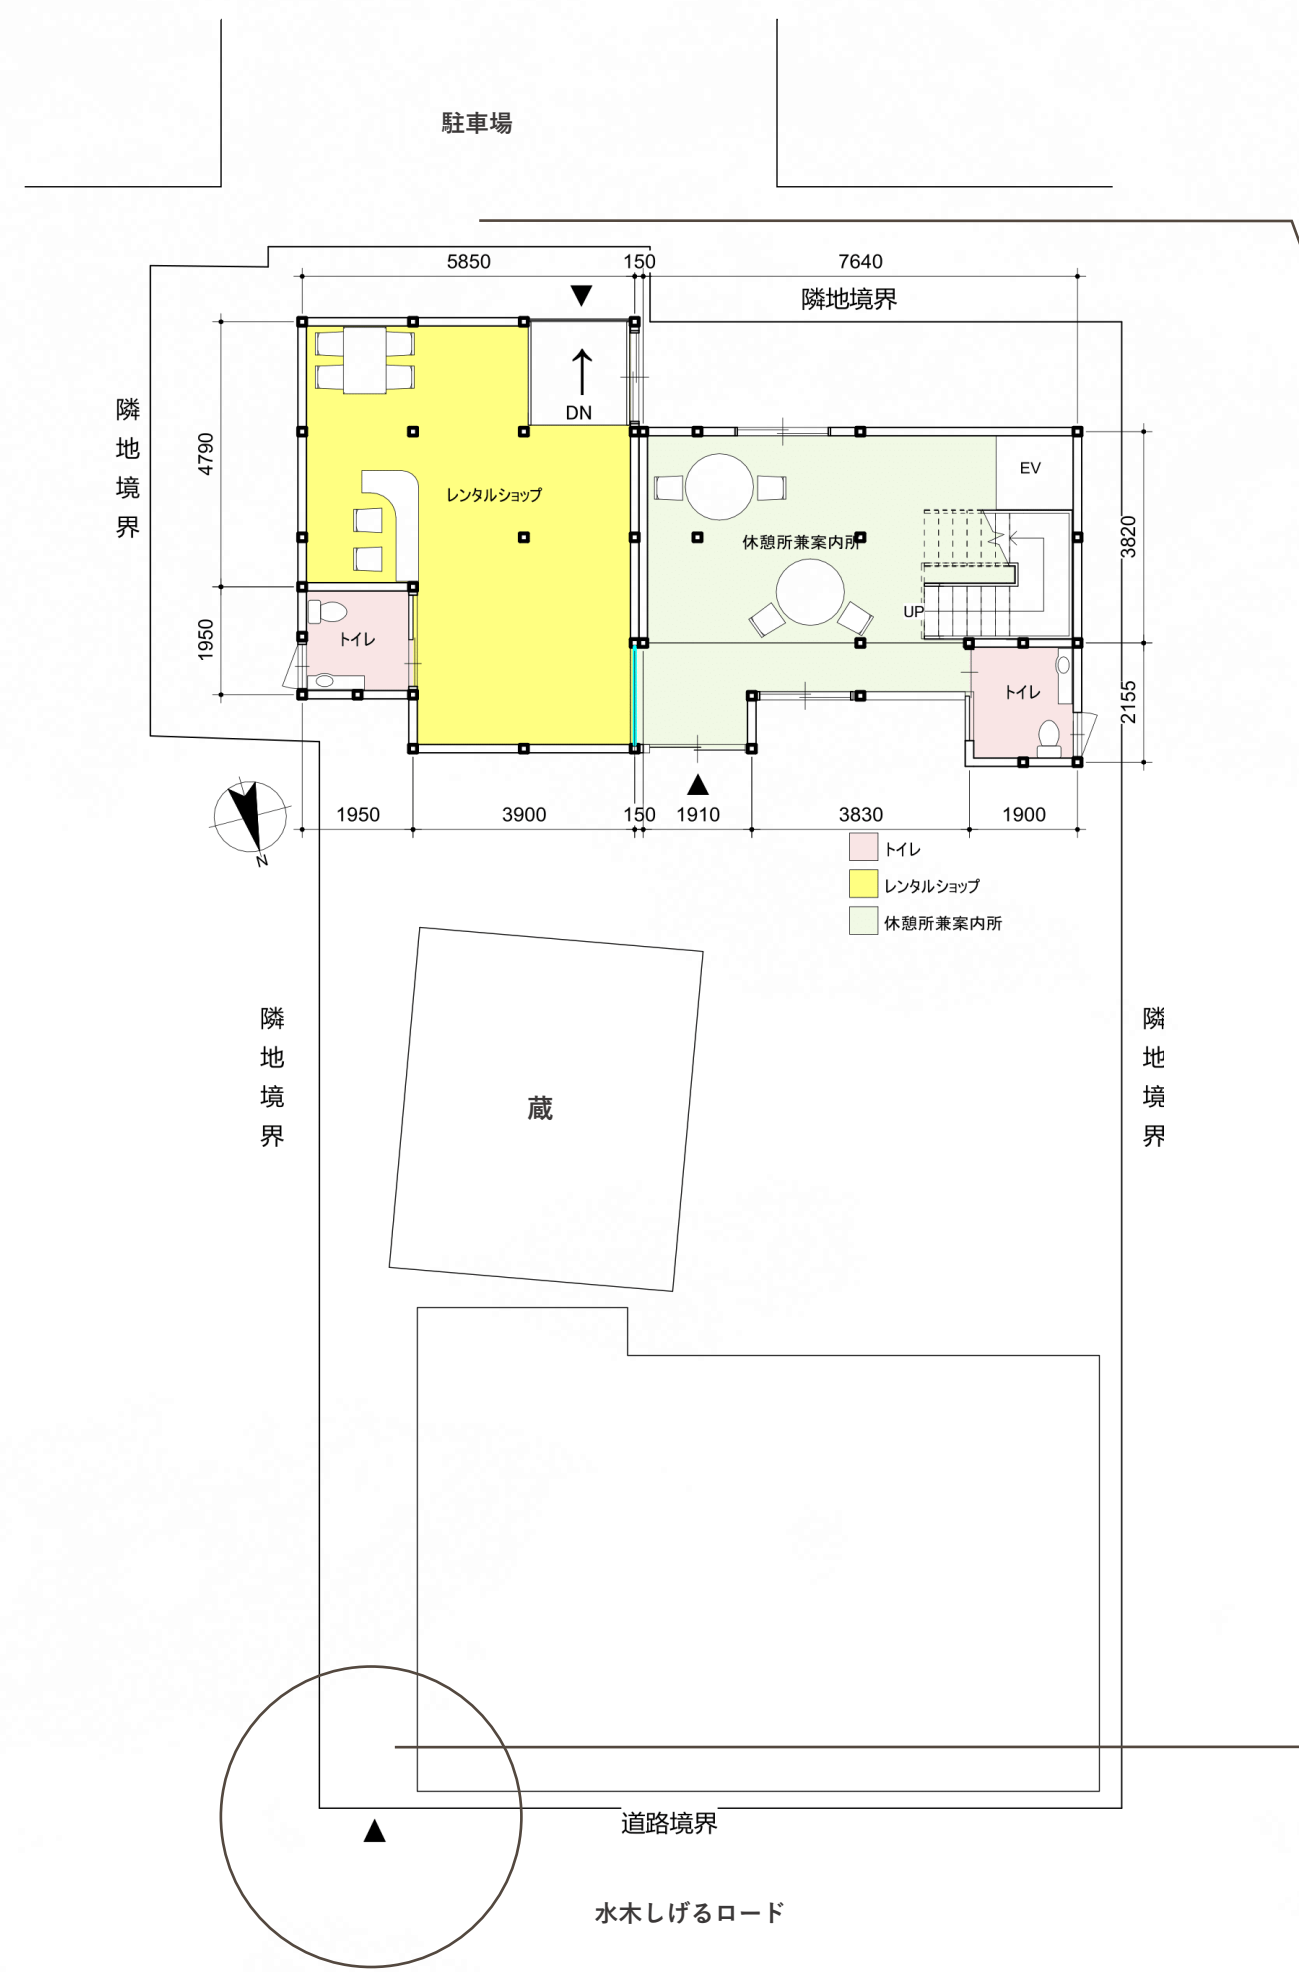 駐車場
5850
150
7640
隣地境界
隣地境界
4790
DN
レンタルショップ
EV
休憩所兼案内所
3820
UP
1950
トイレ
トイレ
2155
1950
3900
150
1910
3830
1900
N
トイレ
レンタルショップ
休憩所兼案内所
隣地境界
隣地境界
蔵
道路境界
水木しげるロード